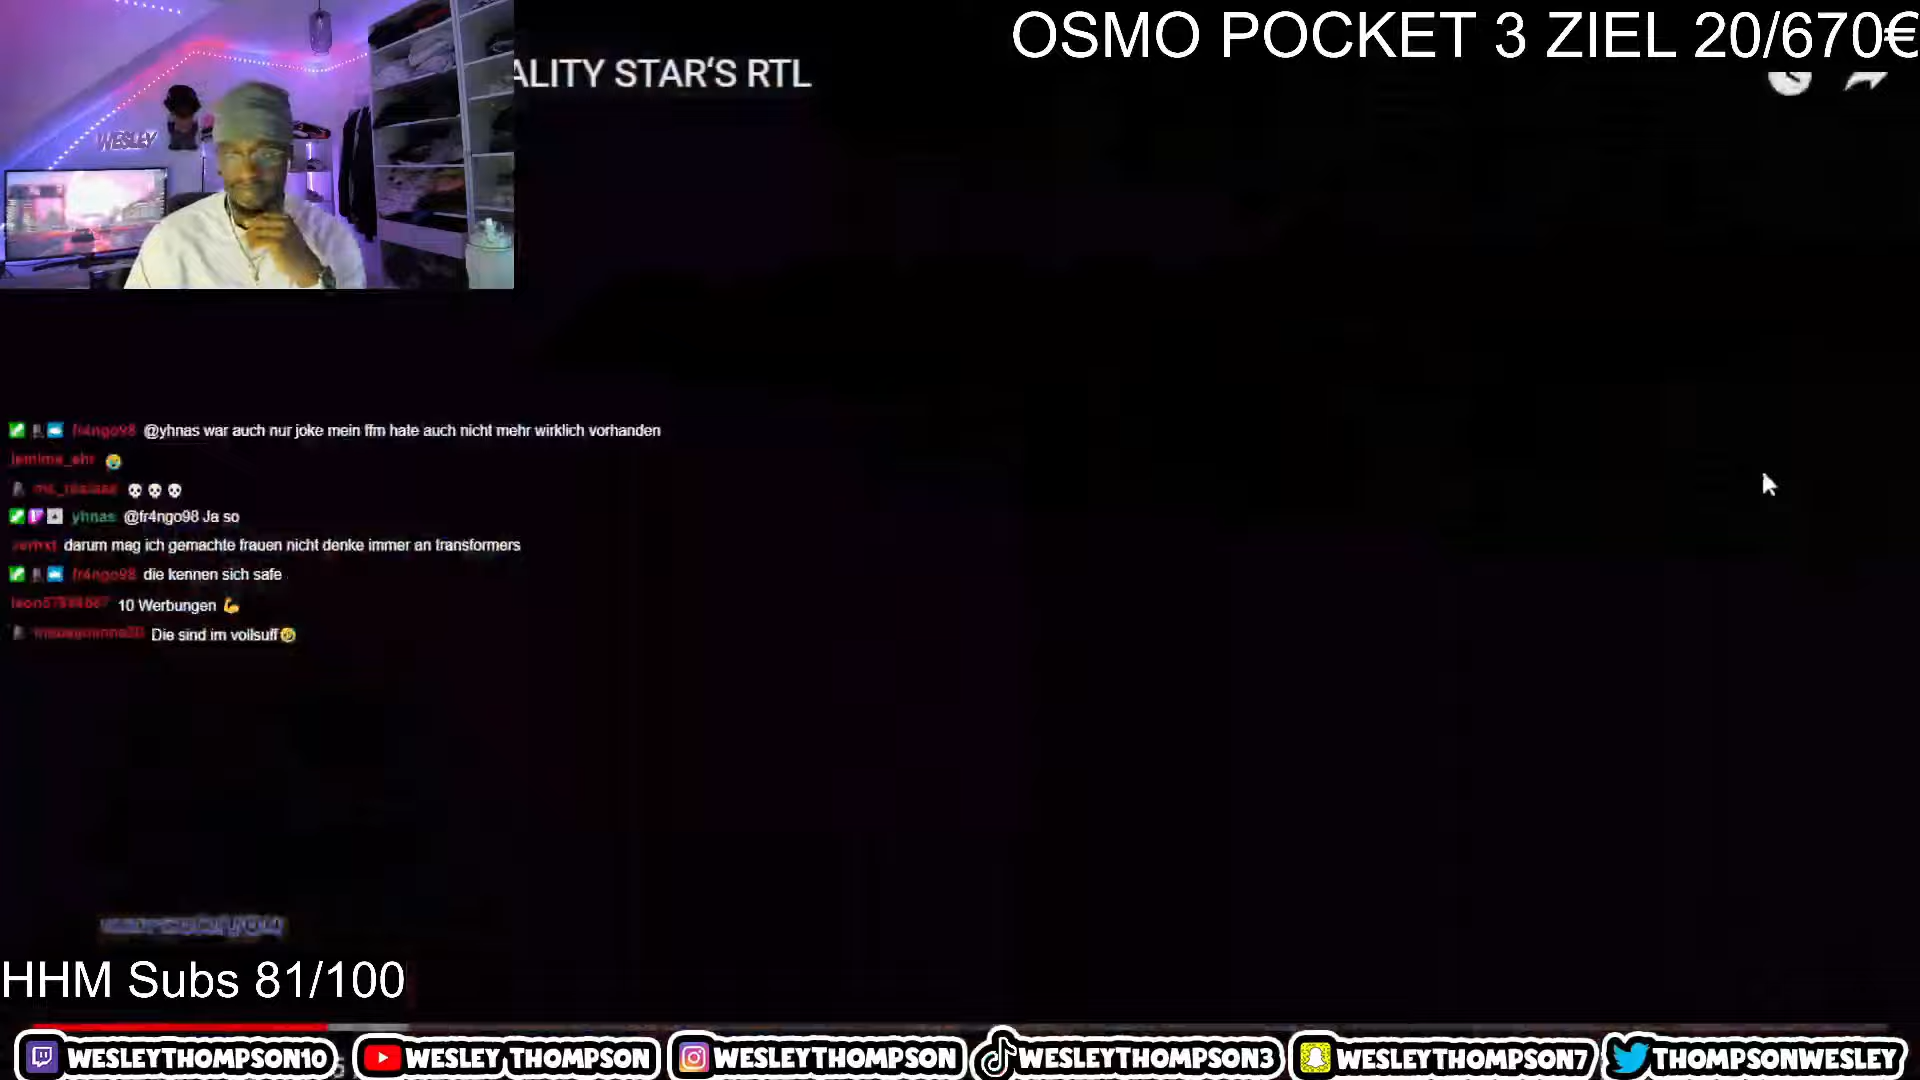 OSMO POCKET 3 ZIEL 20/670€
ALITY STAR‘S RTL
WESLEY
fr4ngo98 @yhnas war auch nur joke mein ffm hate auch nicht mehr wirklich vorhanden
yhnas @fr4ngo98 Ja so
darum mag ich gemachte frauen nicht denke immer an transformers
fr4ngo98 die kennen sich safe
10 Werbungen 💪
Die sind im vollsuff🤣
HHM Subs 81/100
WESLEYTHOMPSON10 WESLEY THOMPSON WESLEYTHOMPSON WESLEYTHOMPSON3 WESLEYTHOMPSON7 THOMPSONWESLEY